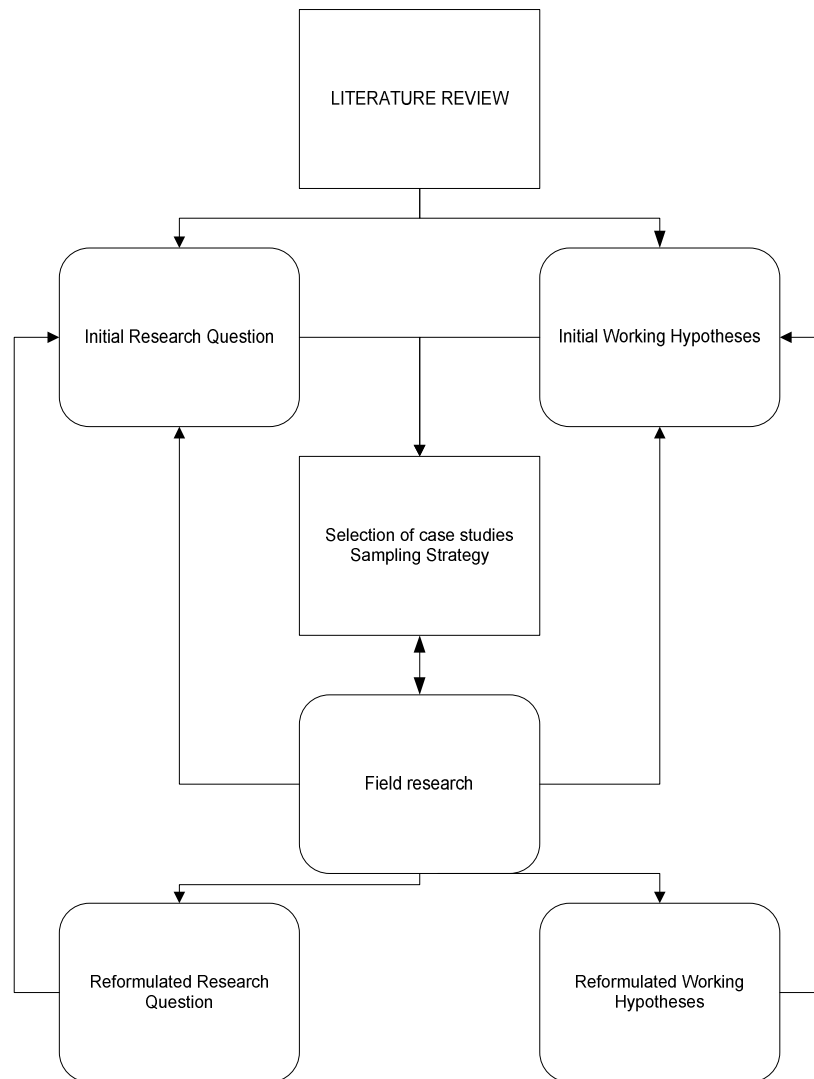 LITERATURE REVIEW
Initial Research Question
Initial Working Hypotheses
Selection of case studies
Sampling Strategy
Field research
Reformulated Research
Question
Reformulated Working
Hypotheses